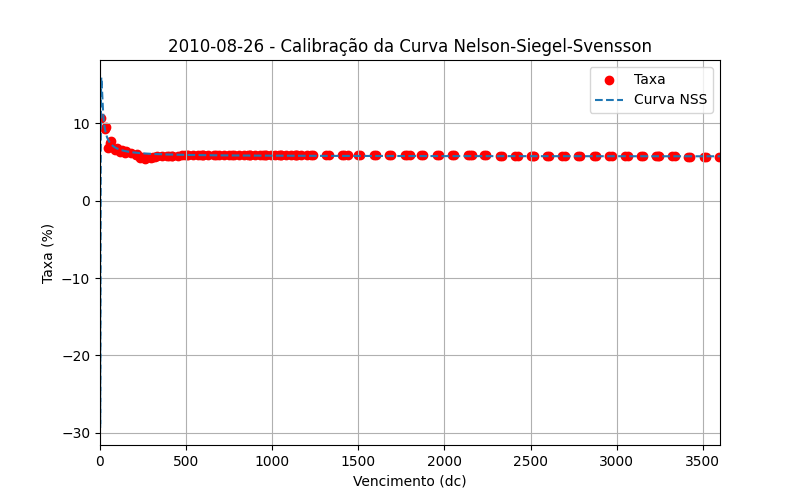 2010-08-26 - Calibração da Curva Nelson-Siegel-Svensson
Taxa
Curva NSS
10
0
−10
−20
−30
Taxa (%)
0 500 1000 1500 2000 2500 3000 3500
Vencimento (dc)